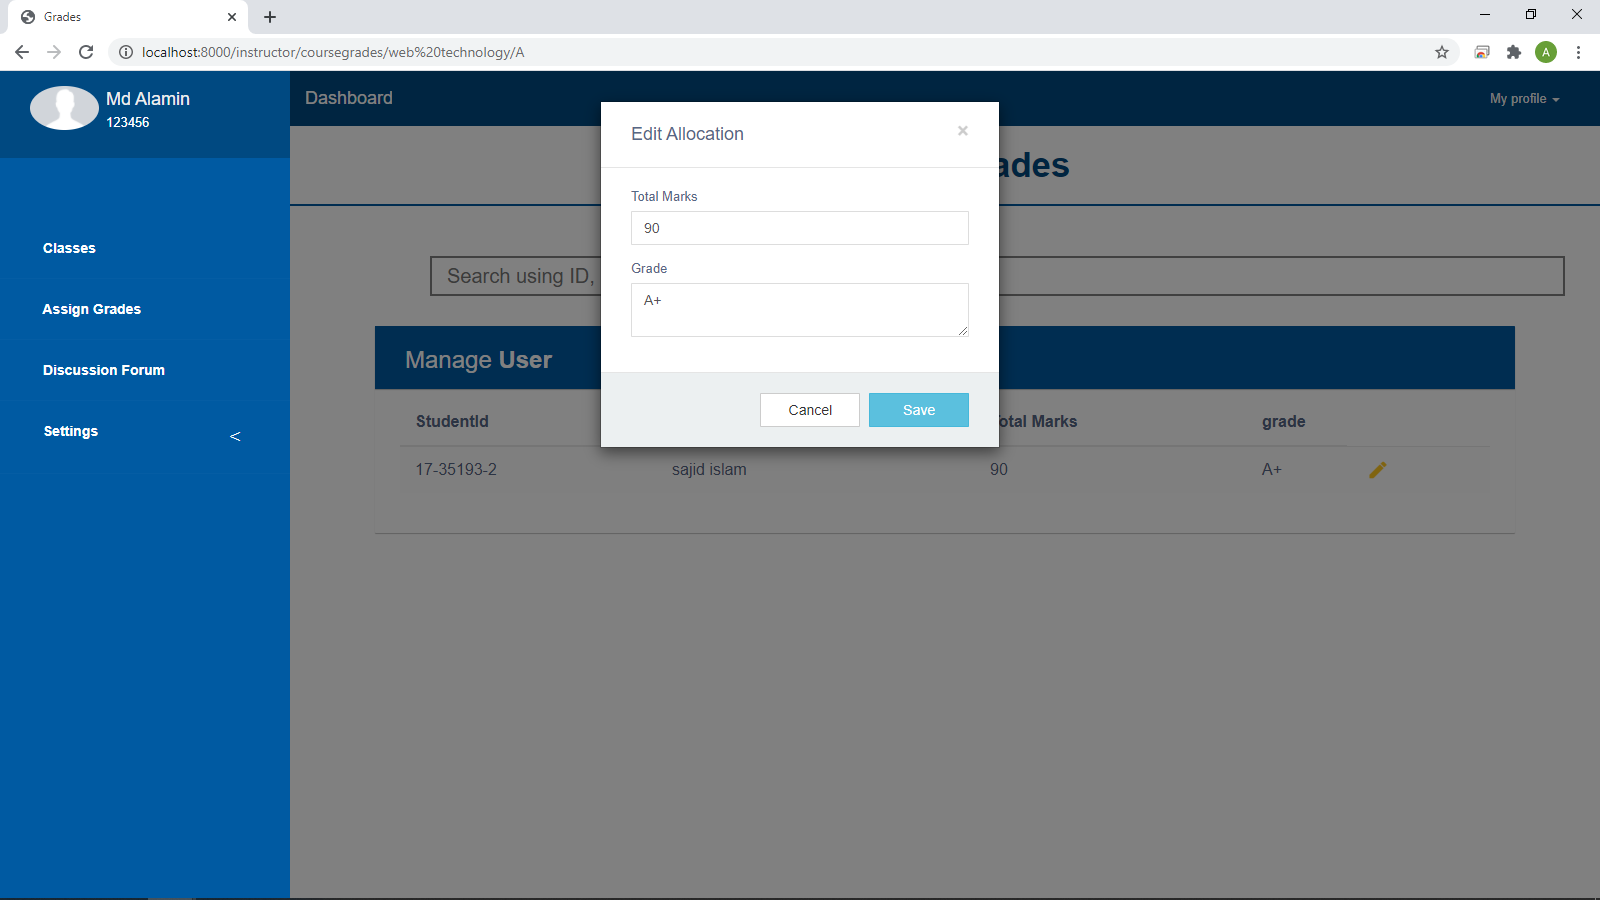 Grades
localhost:8000/instructor/coursegrades/web%20technology/A
A
Md Alamin
123456
Dashboard
My profile
Classes
Assign Grades
Discussion Forum
Settings
<
ades
Search using ID,
Manage User
StudentId
otal Marks
grade
17-35193-2
sajid islam
90
A+
Edit Allocation
×
Total Marks
90
Grade
A+
Cancel
Save